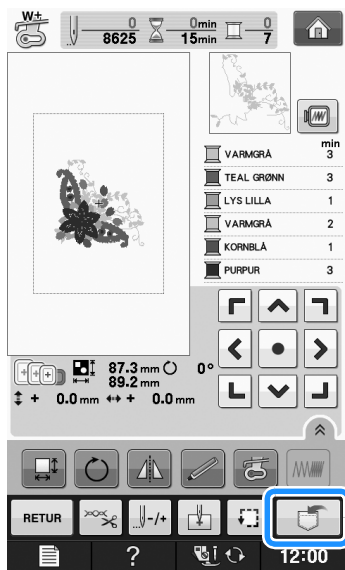 W+
0 0min 0
8625 15min 7
min
VARMGRÅ 3
TEAL GRØNN 3
LYS LILLA 1
VARMGRÅ 2
KORNBLÅ 1
PURPUR 3
87.3 mm 0°
89.2 mm
+ 0.0 mm + 0.0 mm
RETUR -/+
? 12:00